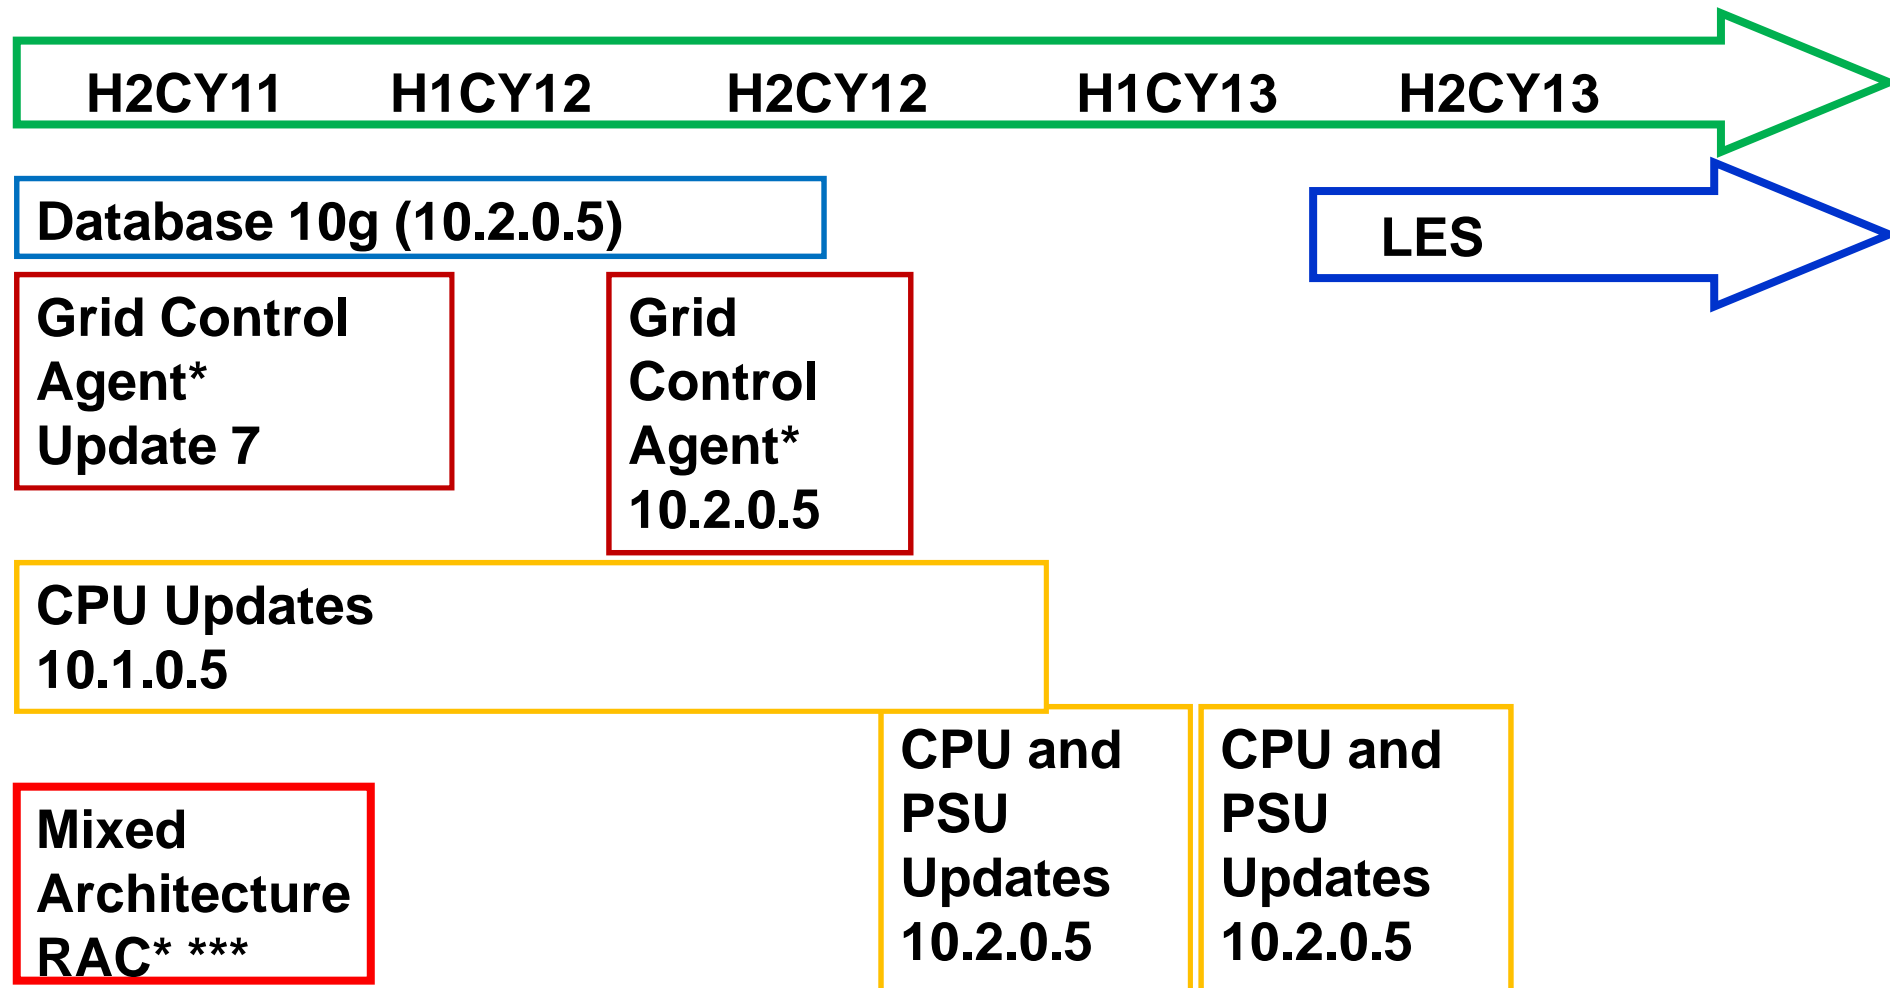 H2CY11 H1CY12 H2CY12 H1CY13 H2CY13
Database 10g (10.2.0.5)
LES
Grid Control
Agent*
Update 7
Grid
Control
Agent*
10.2.0.5
CPU Updates
10.1.0.5
CPU and
PSU
Updates
10.2.0.5
CPU and
PSU
Updates
10.2.0.5
Mixed
Architecture
RAC* ***